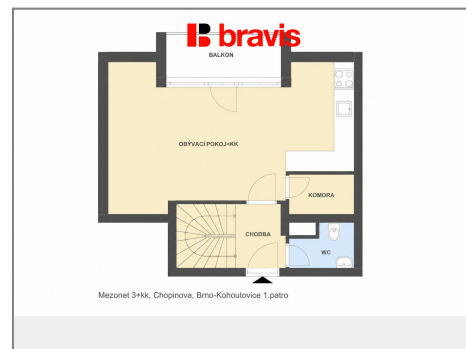 bravis
BALKON
OBÝVACÍ POKOJ+KK
KOMORA
CHODBA
WC
Mezonet 3+kk, Chopinova, Brno-Kohoutovice 1.patro